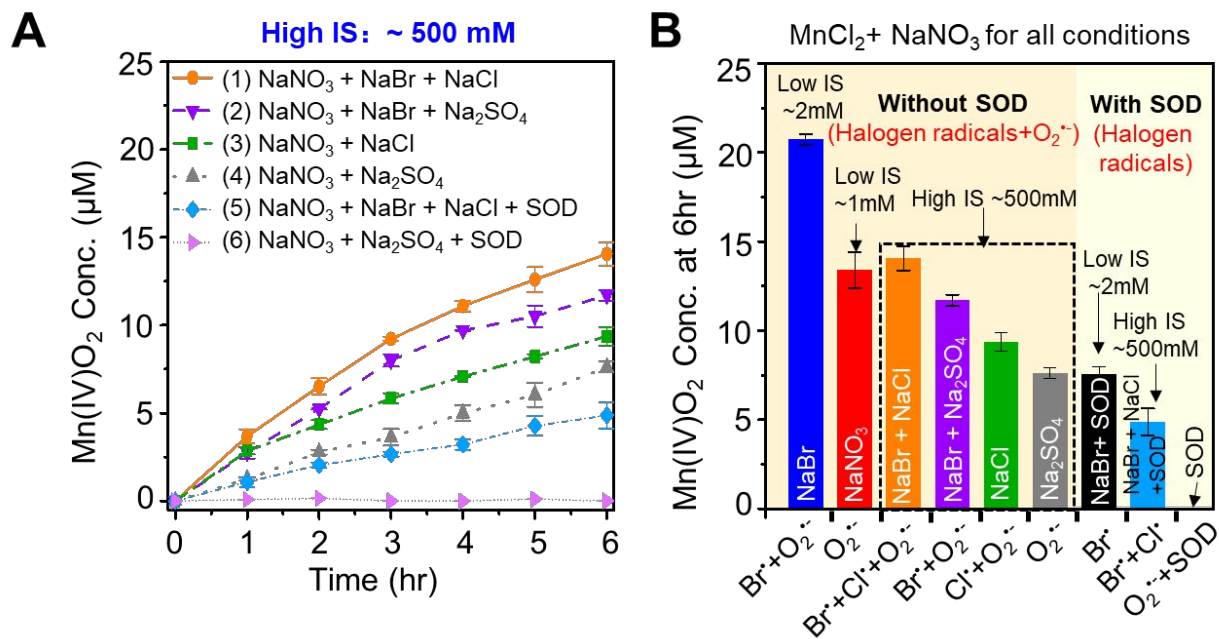 A
High IS: ~ 500 mM
Mn(IV)O₂ Conc. (µM)
25
20
15
10
5
0
(1) NaNO₃ + NaBr + NaCl
(2) NaNO₃ + NaBr + Na₂SO₄
(3) NaNO₃ + NaCl
(4) NaNO₃ + Na₂SO₄
(5) NaNO₃ + NaBr + NaCl + SOD
(6) NaNO₃ + Na₂SO₄ + SOD
0 1 2 3 4 5 6
Time (hr)
B
MnCl₂+ NaNO₃ for all conditions
Mn(IV)O₂ Conc. at 6hr (µM)
25
20
15
10
5
0
Low IS
~2mM
Without SOD
(Halogen radicals+O₂•⁻)
With SOD
(Halogen
radicals)
Low IS
~1mM
High IS ~500mM
Low IS
~2mM
High IS
~500mM
NaBr
NaNO₃
NaBr + NaCl
NaBr + Na₂SO₄
NaCl
Na₂SO₄
NaBr+ SOD
NaBr + NaCl
+SOD
SOD
Br•+O₂•⁻
O₂•⁻
Br•+Cl•+O₂•⁻
Br•+O₂•⁻
Cl•+O₂•⁻
O₂•⁻
Br•
Br•+Cl•
O₂•⁻+SOD